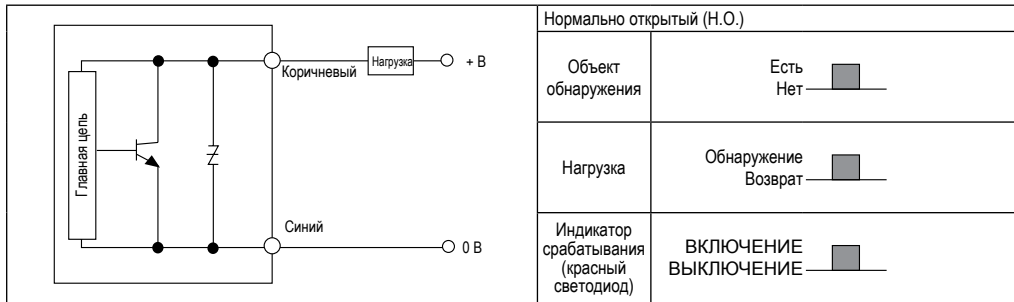 Нормально открытый (Н.О.)
Главная цепь
Коричневый
Нагрузка
+ В
Синий
0 В
Объект
обнаружения
Есть
Нет
Нагрузка
Обнаружение
Возврат
Индикатор
срабатывания
(красный
светодиод)
ВКЛЮЧЕНИЕ
ВЫКЛЮЧЕНИЕ